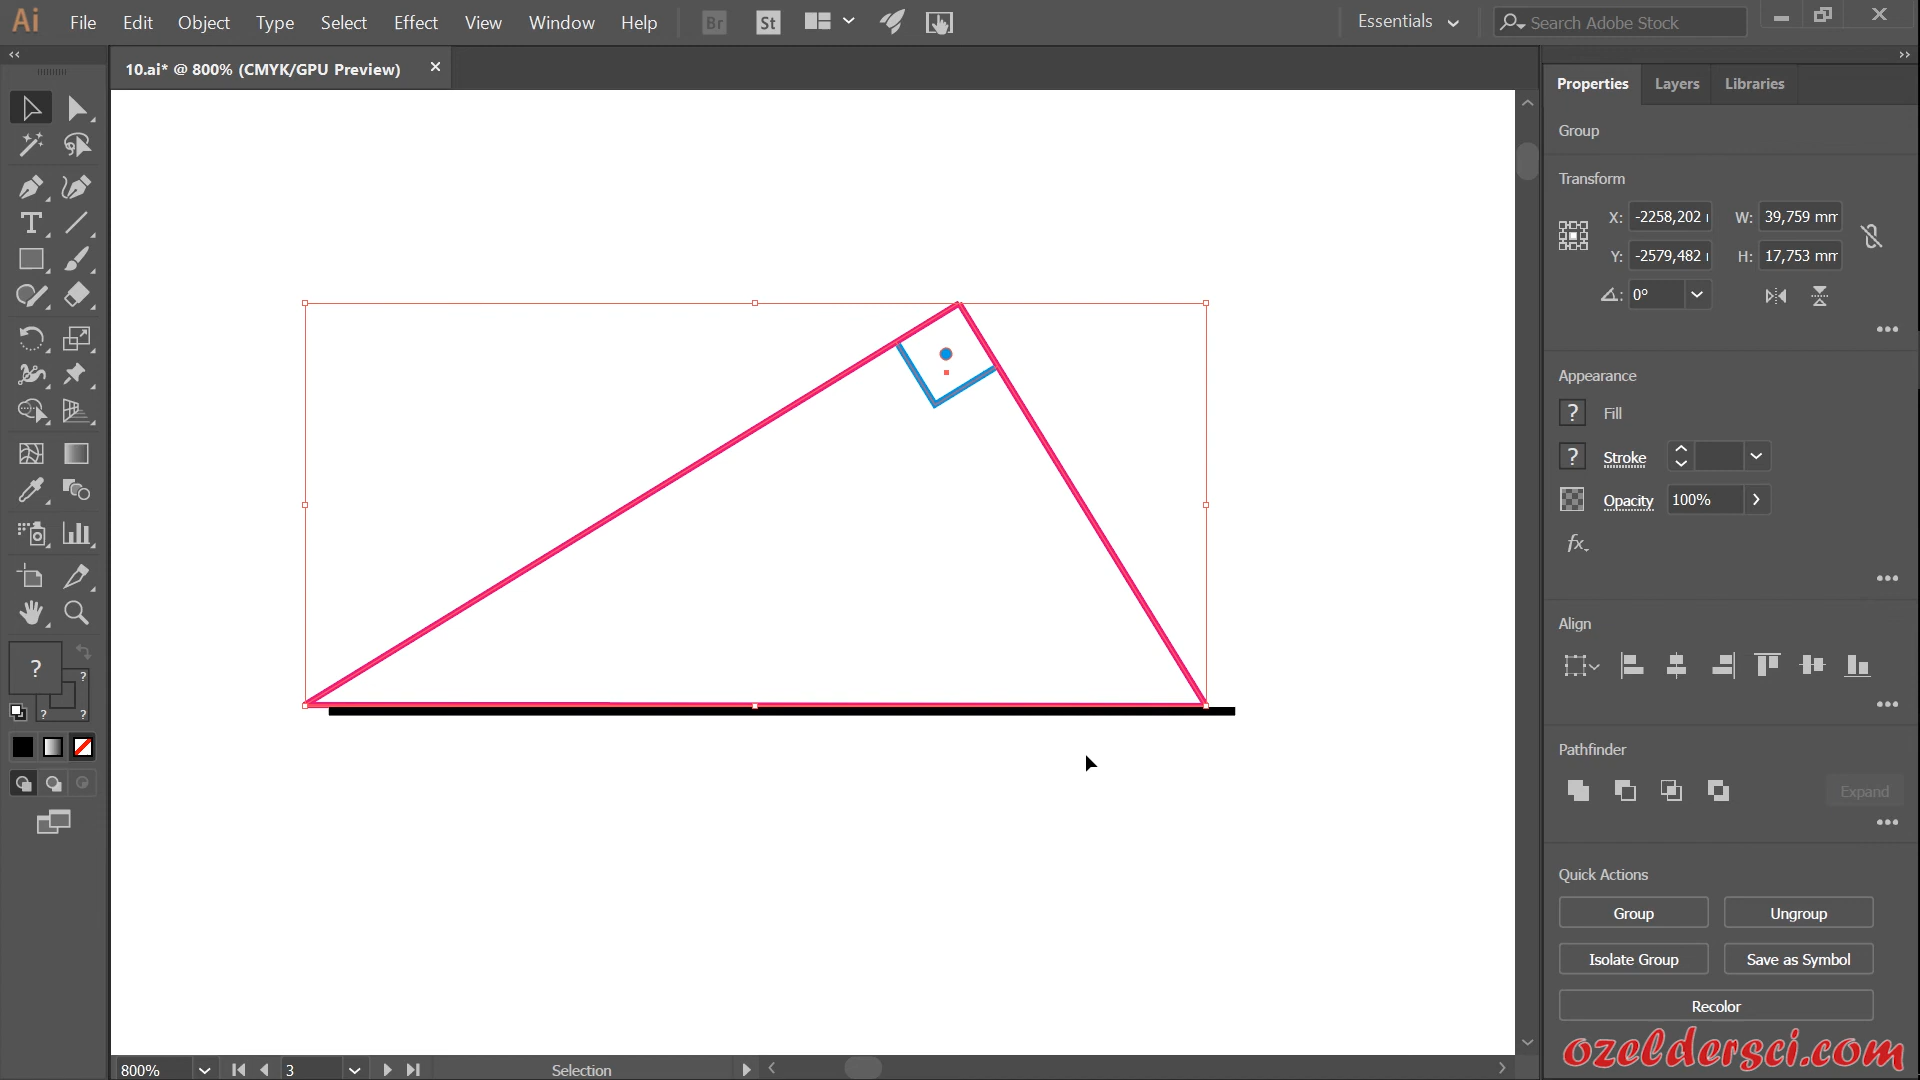 Ai File Edit Object Type Select Effect View Window Help Br St Essentials Search Adobe Stock
10.ai* @ 800% (CMYK/GPU Preview)
Properties Layers Libraries
Group
Transform
X: -2258,202 W: 39,759 mm
Y: -2579,482 H: 17,753 mm
0°
Appearance
? Fill
? Stroke
Opacity 100%
fx
Align
Pathfinder
Expand
Quick Actions
Group Ungroup
Isolate Group Save as Symbol
Recolor
T
?
?
? ?
800% 3 Selection
ozeldersci.com